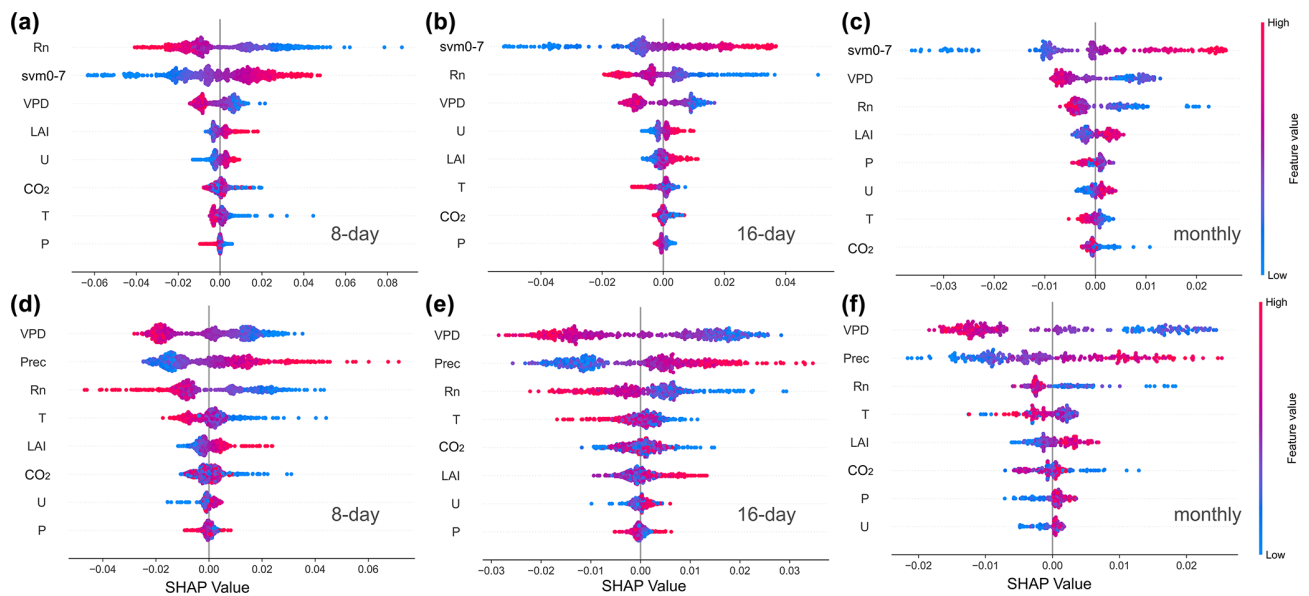 (a)
Rn
svm0-7
VPD
LAI
U
CO₂
T
P
8-day
−0.06 −0.04 −0.02 0.00 0.02 0.04 0.06 0.08
(b)
svm0-7
Rn
VPD
U
LAI
T
CO₂
P
16-day
−0.04 −0.02 0.00 0.02 0.04
(c)
svm0-7
VPD
Rn
LAI
P
U
T
CO₂
monthly
−0.03 −0.02 −0.01 0.00 0.01 0.02
High
Feature value
Low
(d)
VPD
Prec
Rn
T
LAI
CO₂
U
P
8-day
−0.04 −0.02 0.00 0.02 0.04 0.06
SHAP Value
(e)
VPD
Prec
Rn
T
CO₂
LAI
U
P
16-day
−0.03 −0.02 −0.01 0.00 0.01 0.02 0.03
SHAP Value
(f)
VPD
Prec
Rn
T
LAI
CO₂
P
U
monthly
−0.02 −0.01 0.00 0.01 0.02
SHAP Value
High
Feature value
Low